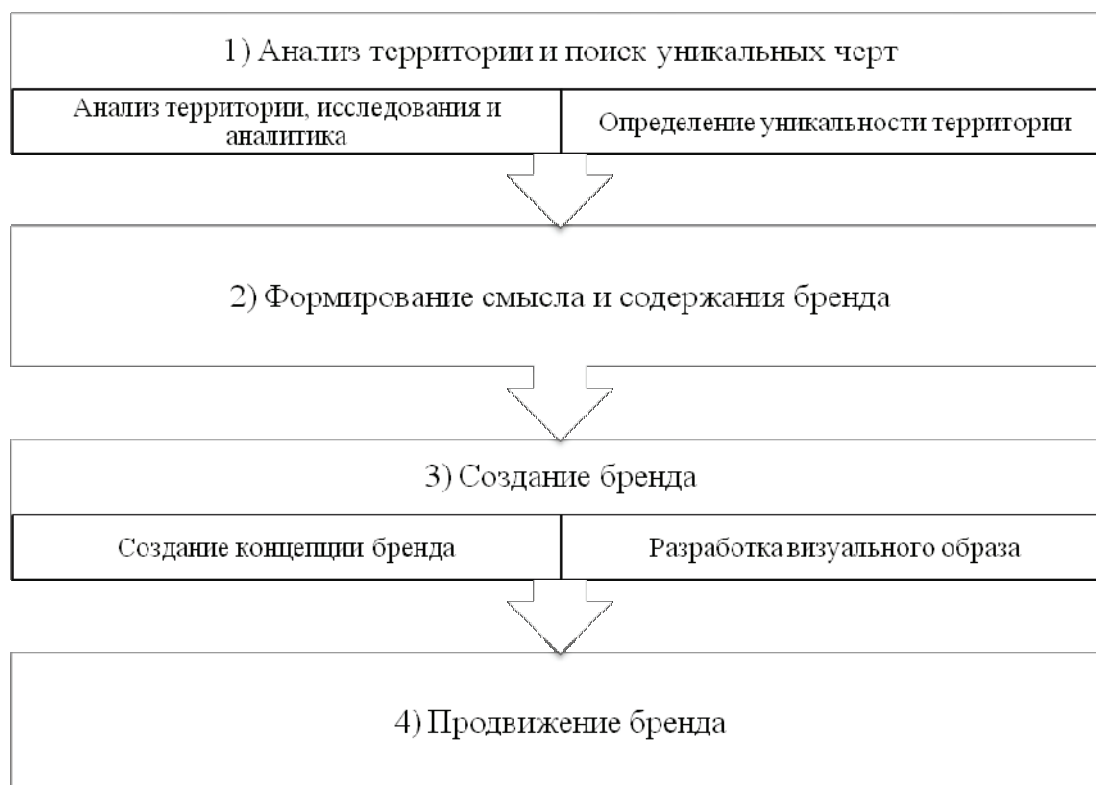 1) Анализ территории и поиск уникальных черт
Анализ территории, исследования и
аналитика
Определение уникальности территории
2) Формирование смысла и содержания бренда
3) Создание бренда
Создание концепции бренда
Разработка визуального образа
4) Продвижение бренда